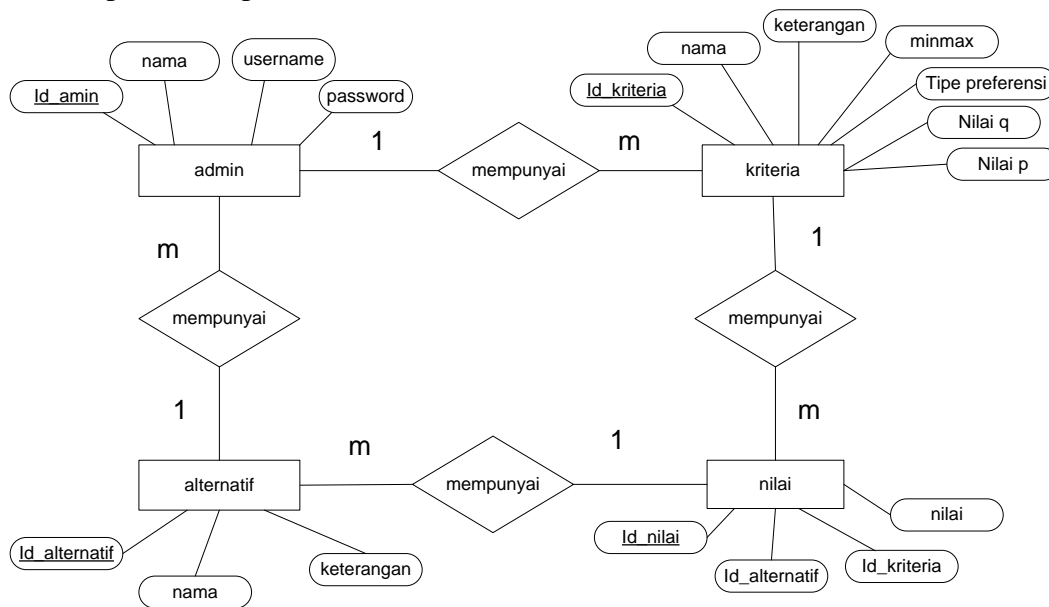 keterangan
nama
username
nama
minmax
Id_amin
password
Id_kriteria
Tipe preferensi
Nilai q
Nilai p
1
m
admin
mempunyai
kriteria
m
1
mempunyai
mempunyai
1
m
m
1
alternatif
mempunyai
nilai
nilai
Id_alternatif
keterangan
nama
Id_nilai
Id_alternatif
Id_kriteria